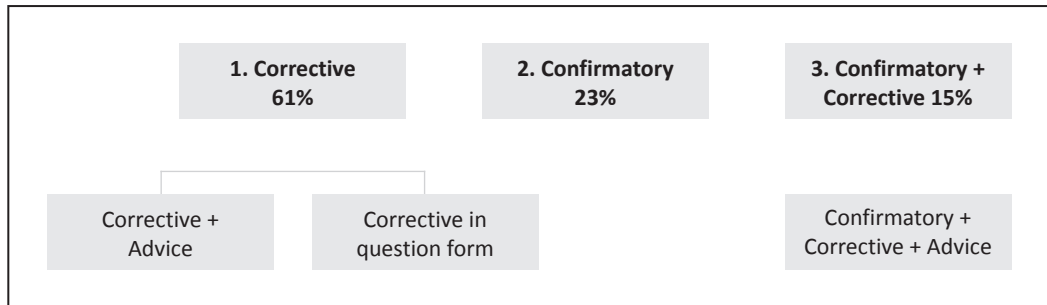 1. Corrective
61%
2. Confirmatory
23%
3. Confirmatory +
Corrective 15%
Corrective +
Advice
Corrective in
question form
Confirmatory +
Corrective + Advice